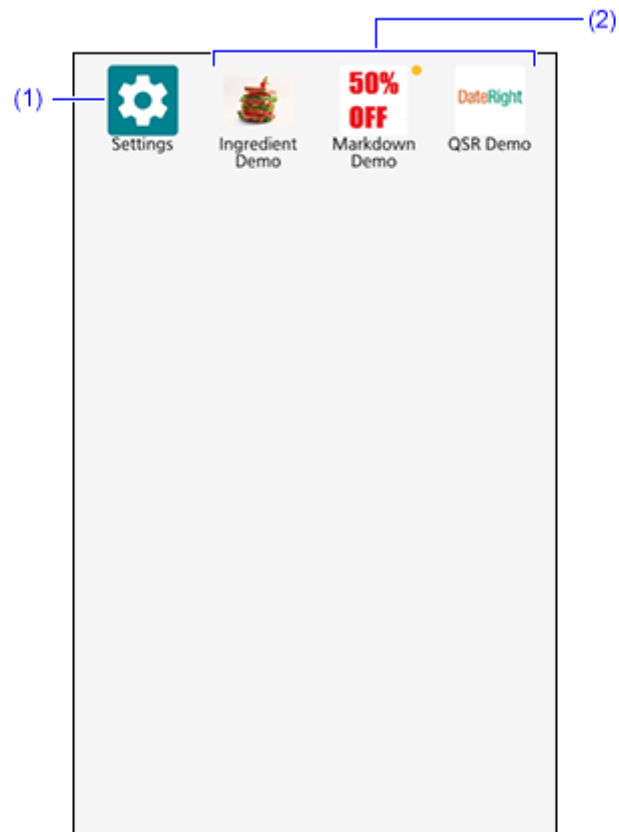 (2)
(1)
50%
OFF
DateRight
Settings
Ingredient
Demo
Markdown
Demo
QSR Demo